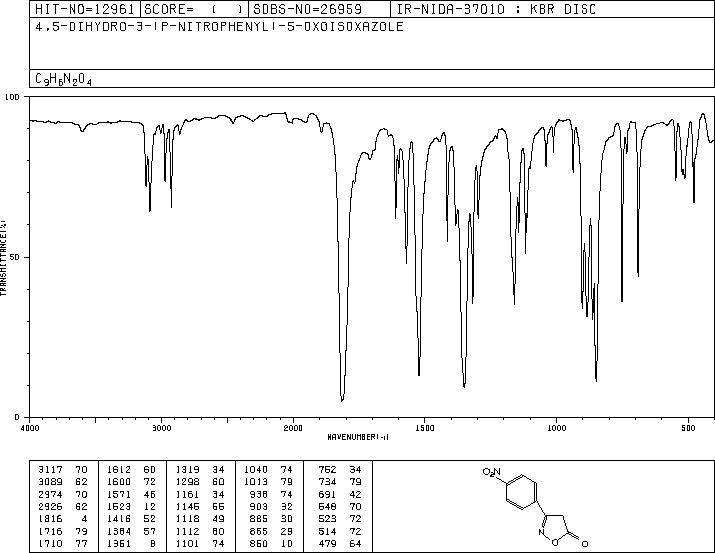 HIT-NO=12961 SCORE= ( ) SDBS-NO=26959 IR-NIDA-37010 : KBR DISC
4,5-DIHYDRO-3-(P-NITROPHENYL)-5-OXOISOXAZOLE
C9H6N2O4
100
50
0
TRANSMITTANCE(%)
4000 3000 2000 1500 1000 500
WAVENUMBER(-1)
3117 70 1612 60 1319 34 1040 74 752 34
3089 62 1600 72 1298 60 1013 79 734 79
2974 70 1571 46 1161 34 938 74 691 42
2926 62 1523 12 1145 55 903 32 548 70
1816 4 1416 52 1118 49 885 30 523 72
1716 79 1384 57 1112 80 865 29 514 72
1710 77 1351 8 1101 74 850 10 479 64
O2N
N
O
O